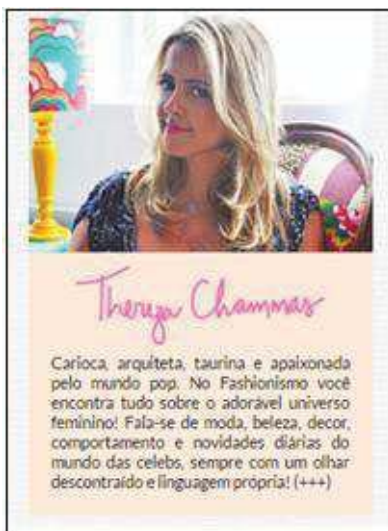 Thereza Chammas
Carioca, arquiteta, taurina e apaixonada
pelo mundo pop. No Fashionismo você
encontra tudo sobre o adorável universo
feminino! Fala-se de moda, beleza, decor,
comportamento e novidades diárias do
mundo das celebs, sempre com um olhar
descontraído e linguagem própria! (+++)